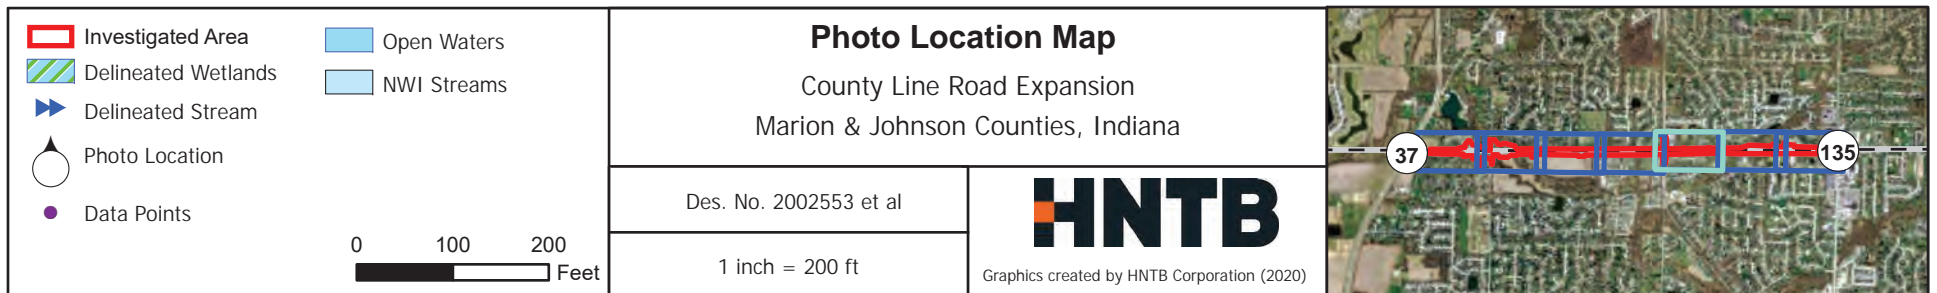 Investigated Area
Delineated Wetlands
Delineated Stream
Photo Location
Data Points
Open Waters
NWI Streams
0 100 200
Feet
Photo Location Map
County Line Road Expansion
Marion & Johnson Counties, Indiana
Des. No. 2002553 et al
1 inch = 200 ft
HNTB
Graphics created by HNTB Corporation (2020)
37
135